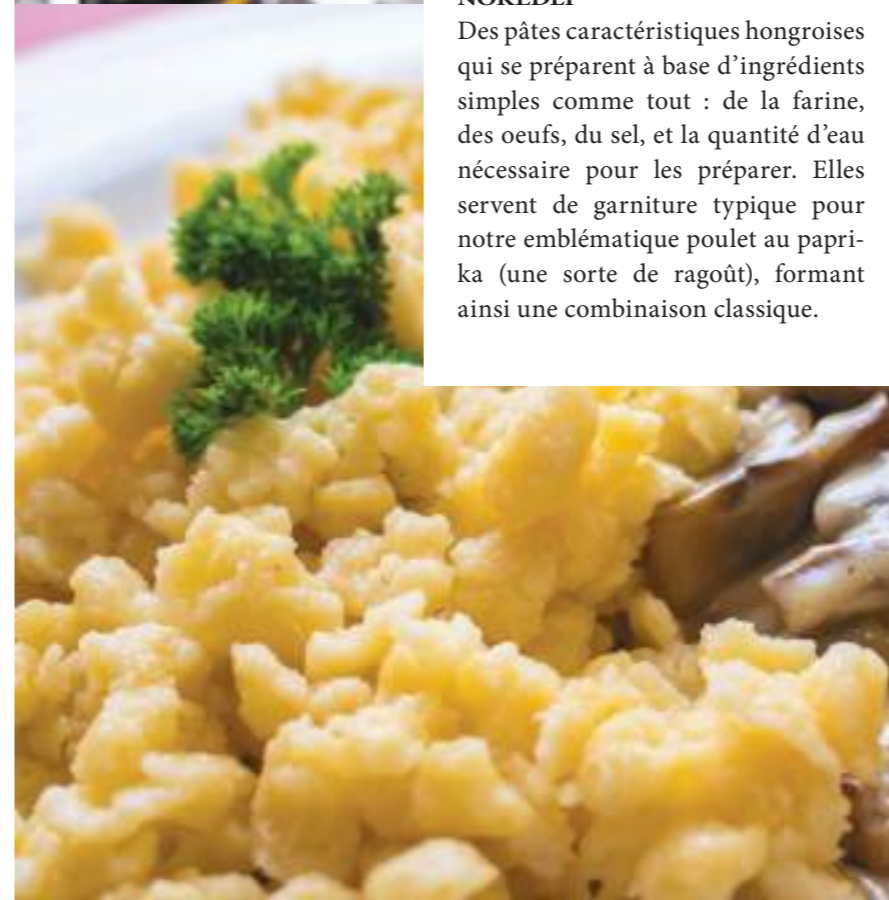 Des pâtes caractéristiques hongroises
qui se préparent à base d’ingrédients
simples comme tout : de la farine,
des oeufs, du sel, et la quantité d’eau
nécessaire pour les préparer. Elles
servent de garniture typique pour
notre emblématique poulet au papri-
ka (une sorte de ragoût), formant
ainsi une combinaison classique.